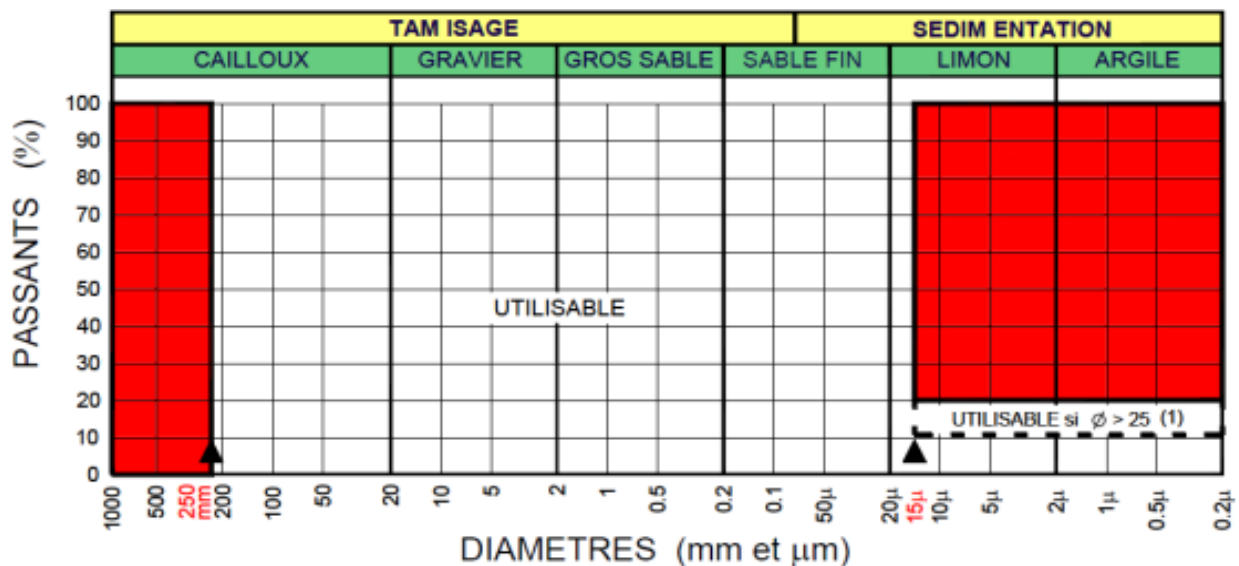 TAM ISAGE SEDIM ENTATION
CAILLOUX GRAVIER GROS SABLE SABLE FIN LIMON ARGILE
PASSANTS (%)
100
90
80
70
60
50
40
30
20
10
0
UTILISABLE
UTILISABLE si ∅ > 25 (1)
1000 500 250 mm 200 100 50 20 10 5 2 1 0.5 0.2 0.1 50µ 20µ 15µ 10µ 5µ 2µ 1µ 0.5µ 0.2µ
DIAMETRES (mm et µm)